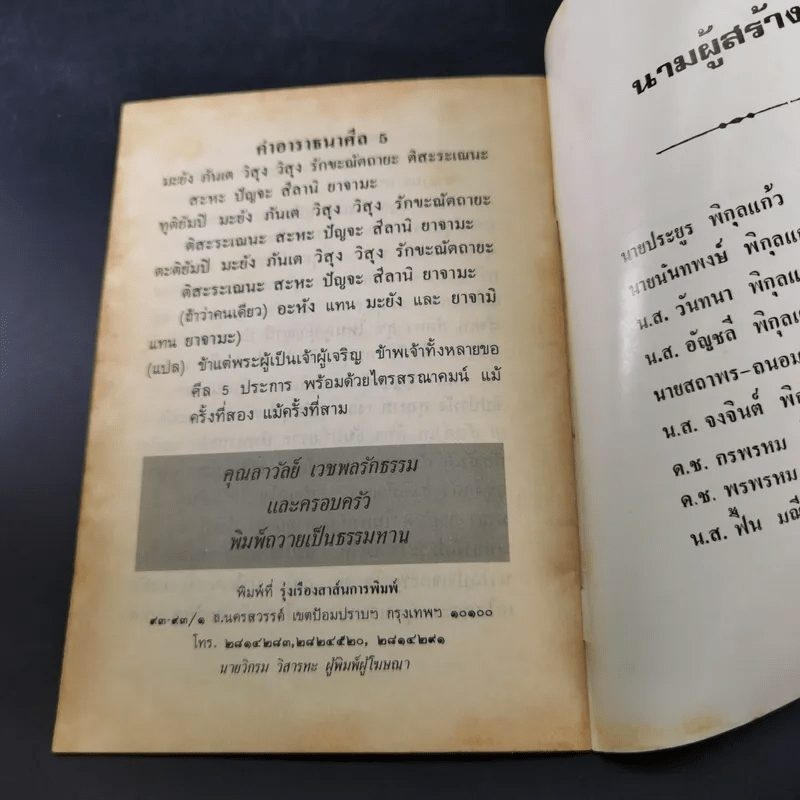 คำอาราธนาศีล 5
มะยัง ภันเต วิสุง วิสุง รักขะณัตถายะ ติสะระเฌนะ
สะหะ ปัญจะ สีลานิ ยาจามะ
ทุติยัมปิ มะยัง ภันเต วิสุง วิสุง รักขะณัตถายะ
ติสะระเฌนะ สะหะ ปัญจะ สีลานิ ยาจามะ
ตะติยัมปิ มะยัง ภันเต วิสุง วิสุง รักขะณัตถายะ
ติสะระเฌนะ สะหะ ปัญจะ สีลานิ ยาจามะ
(ถ้าว่าคนเดียว) อะหัง แทน มะยัง และ ยาจามิ
แทน ยาจามะ)
(แปล) ข้าแต่พระผู้เป็นเจ้าผู้เจริญ ข้าพเจ้าทั้งหลายขอ
ศีล 5 ประการ พร้อมด้วยไตรสรณาคมน์ แม้
ครั้งที่สอง แม้ครั้งที่สาม
คุณลาวัลย์ เวชพลรักธรรม
และครอบครัว
พิมพ์ถวายเป็นธรรมทาน
พิมพ์ที่ รุ่งเรืองสาส์นการพิมพ์
๙๓-๙๓/๑ ถ.นครสวรรค์ เขตป้อมปราบฯ กรุงเทพฯ ๑๐๑๐๐
โทร. ๒๘๑๔๒๘๓,๒๘๒๔๕๒๐, ๒๘๑๔๒๙๑
นายวิกรม วิสารทะ ผู้พิมพ์ผู้โฆษณา
นามผู้สร้าง
นายประยูร พิกุลแก้ว
นายนันทพงษ์ พิกุลแก
น.ส. วันทนา พิกุลแ
น.ส. อัญชลี พิกุลแ
นายสถาพร-ถนอม
น.ส. จงจินต์ พิ
ด.ช. กรพรหม
ด.ช. พรพรหม
น.ส. ฟื้น มณี